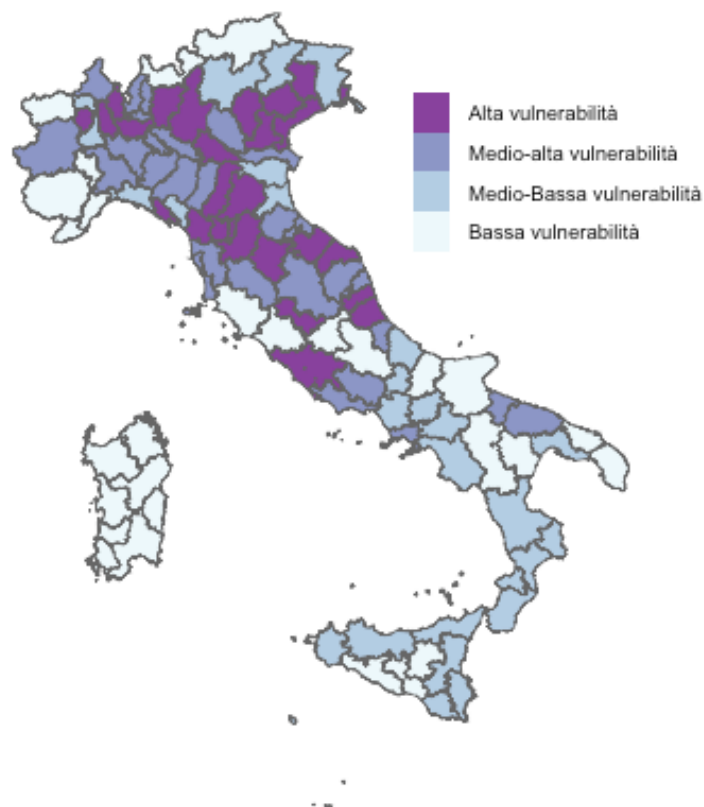 Alta vulnerabilità
Medio-alta vulnerabilità
Medio-Bassa vulnerabilità
Bassa vulnerabilità